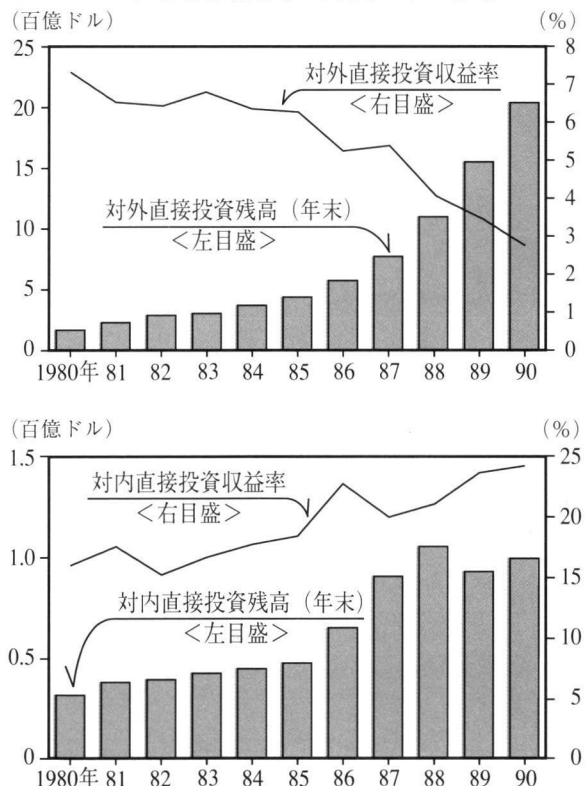 (百億ドル) (%)
25 8
7
20 対外直接投資収益率
<右目盛> 6
15 5
対外直接投資残高(年末) 4
10 <左目盛>
3
5 2
1
0 0
1980年 81 82 83 84 85 86 87 88 89 90
(百億ドル) (%)
1.5 25
対内直接投資収益率
<右目盛> 20
1.0
対内直接投資残高(年末) 15
<左目盛>
0.5 10
5
0 0
1980年 81 82 83 84 85 86 87 88 89 90